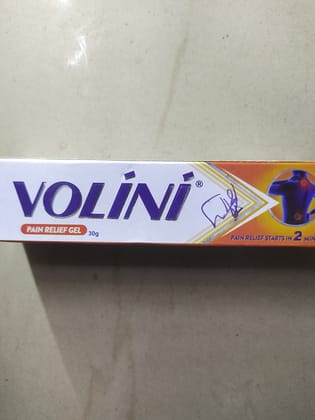 VOLINI®
PAIN RELIEF GEL 30g
PAIN RELIEF STARTS IN 2